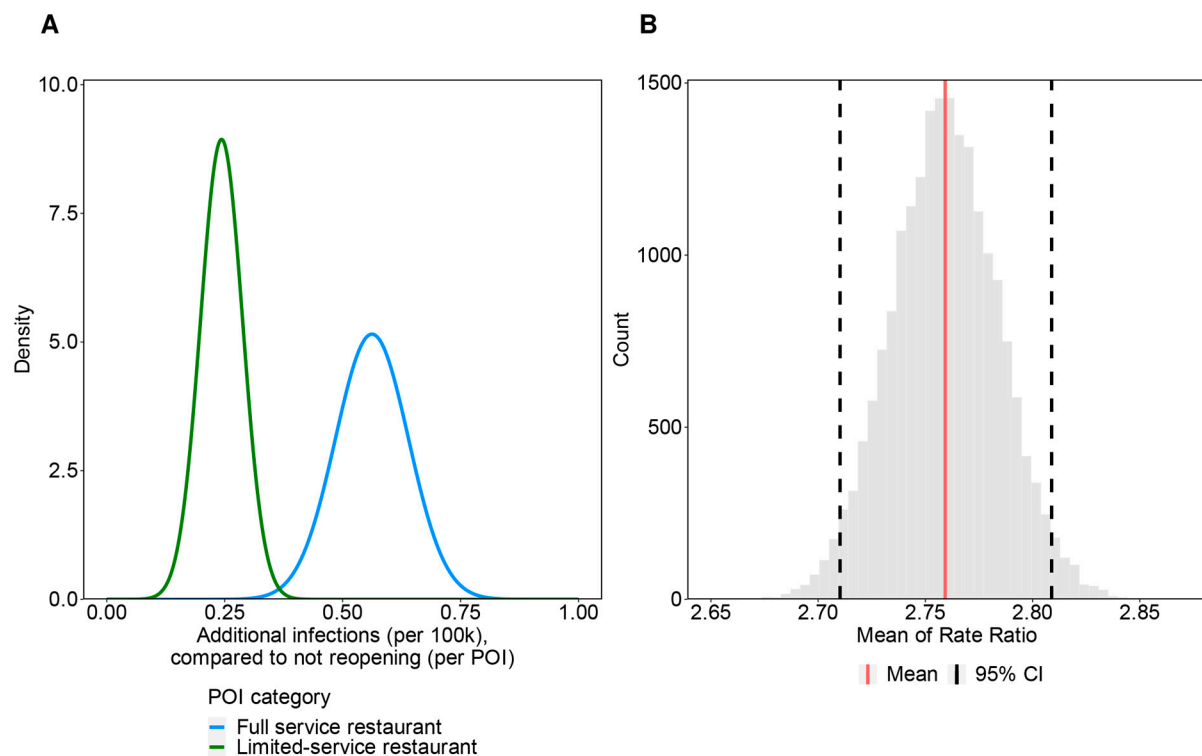 A
10.0
7.5
5.0
2.5
0.0
Density
0.00 0.25 0.50 0.75 1.00
Additional infections (per 100k),
compared to not reopening (per POI)
POI category
Full service restaurant
Limited-service restaurant
B
1500
1000
500
0
Count
2.65 2.70 2.75 2.80 2.85
Mean of Rate Ratio
Mean 95% CI